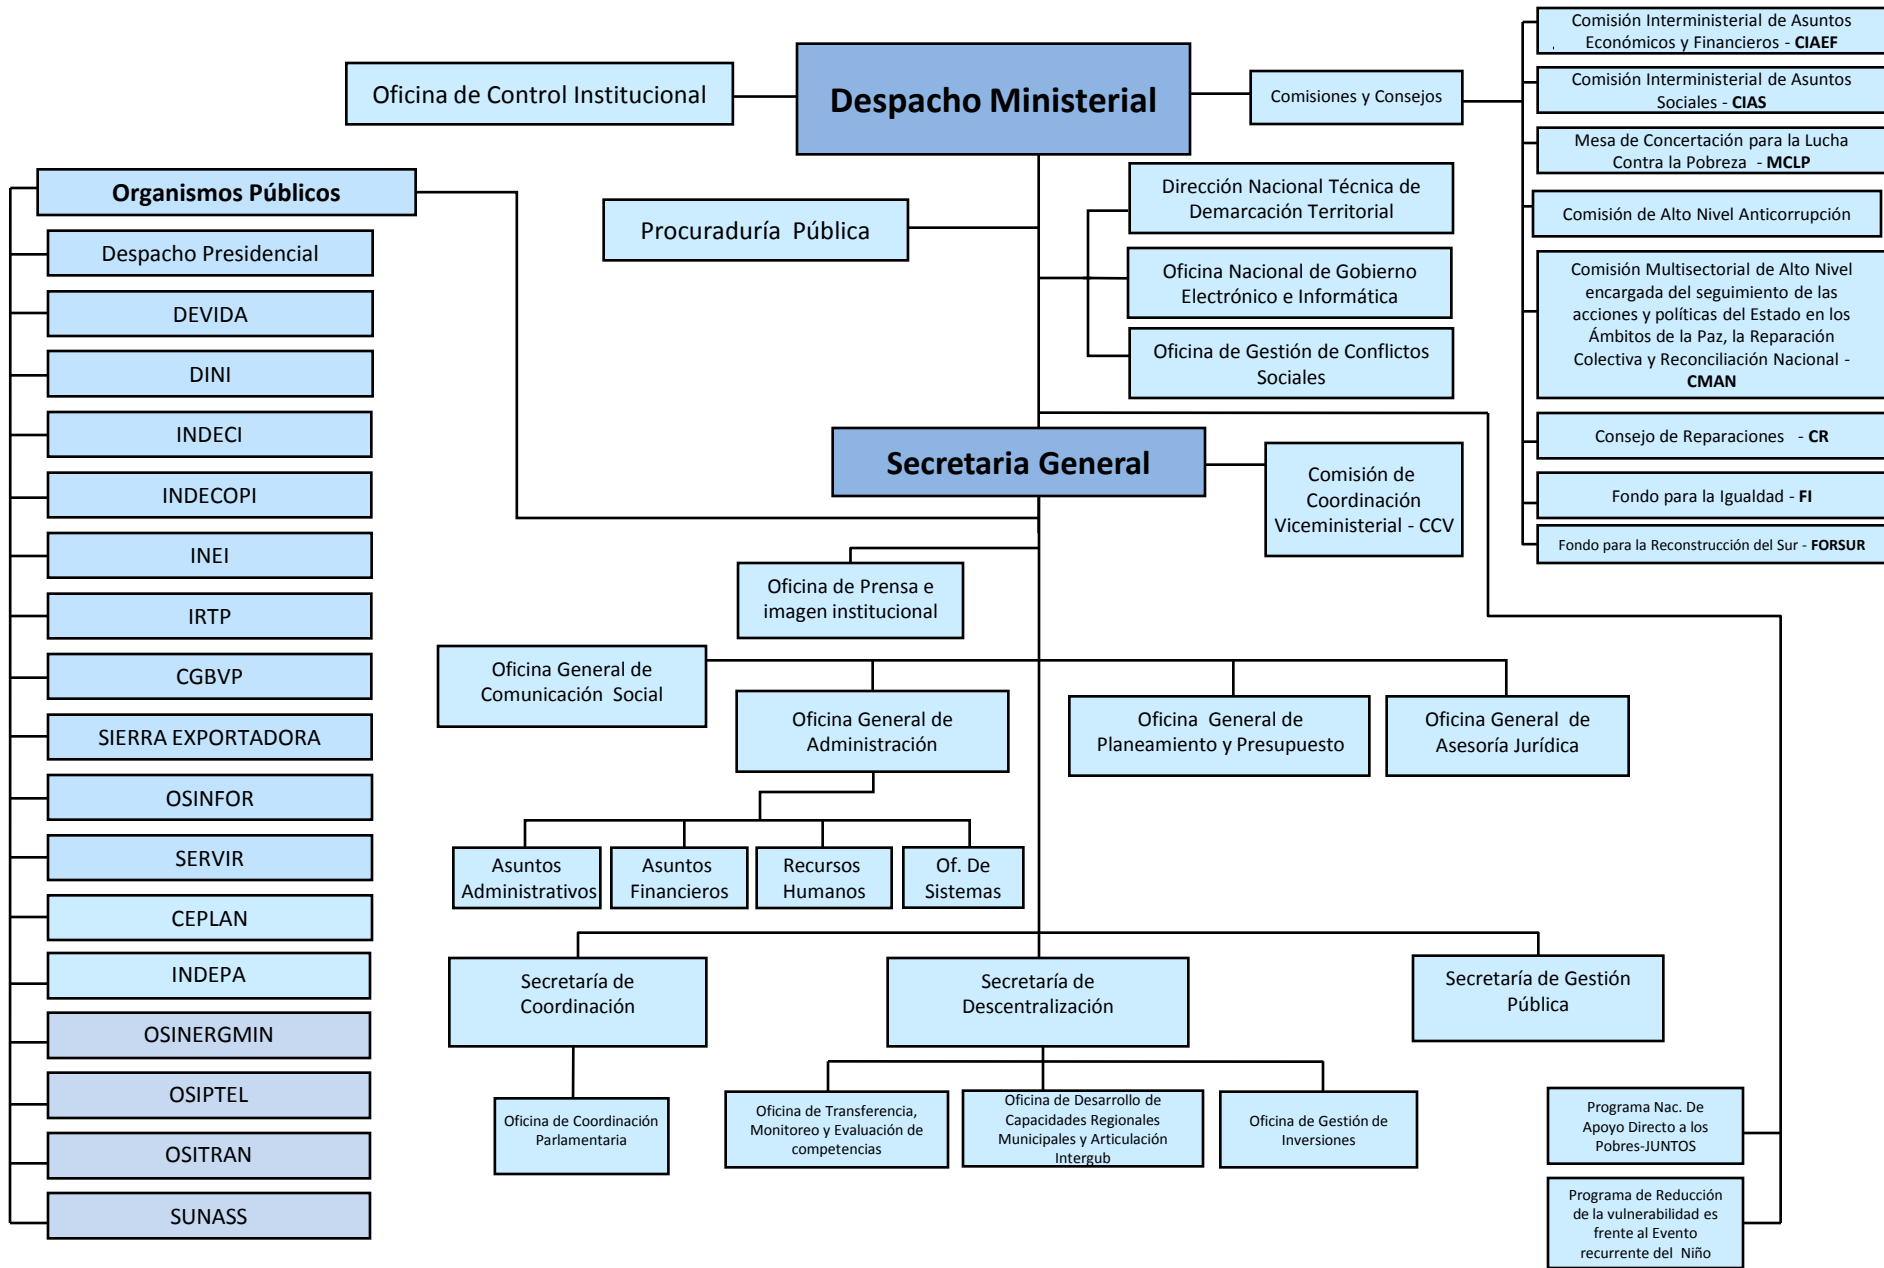 Oficina de Control Institucional
Despacho Ministerial
Comisiones y Consejos
Comisión Interministerial de Asuntos
Económicos y Financieros - CIAEF
Comisión Interministerial de Asuntos
Sociales - CIAS
Mesa de Concertación para la Lucha
Contra la Pobreza - MCLP
Comisión de Alto Nivel Anticorrupción
Comisión Multisectorial de Alto Nivel
encargada del seguimiento de las
acciones y políticas del Estado en los
Ámbitos de la Paz, la Reparación
Colectiva y Reconciliación Nacional -
CMAN
Consejo de Reparaciones - CR
Fondo para la Igualdad - FI
Fondo para la Reconstrucción del Sur - FORSUR
Procuraduría Pública
Dirección Nacional Técnica de
Demarcación Territorial
Oficina Nacional de Gobierno
Electrónico e Informática
Oficina de Gestión de Conflictos
Sociales
Organismos Públicos
Despacho Presidencial
DEVIDA
DINI
INDECI
INDECOPI
INEI
IRTP
CGBVP
SIERRA EXPORTADORA
OSINFOR
SERVIR
CEPLAN
INDEPA
OSINERGMIN
OSIPTEL
OSITRAN
SUNASS
Secretaria General
Comisión de
Coordinación
Viceministerial - CCV
Oficina de Prensa e
imagen institucional
Oficina General de
Comunicación Social
Oficina General de
Administración
Oficina General de
Planeamiento y Presupuesto
Oficina General de
Asesoría Jurídica
Asuntos
Administrativos
Asuntos
Financieros
Recursos
Humanos
Of. De
Sistemas
Secretaría de
Coordinación
Secretaría de
Descentralización
Secretaría de Gestión
Pública
Oficina de Coordinación
Parlamentaria
Oficina de Transferencia,
Monitoreo y Evaluación de
competencias
Oficina de Desarrollo de
Capacidades Regionales
Municipales y Articulación
Intergub
Oficina de Gestión de
Inversiones
Programa Nac. De
Apoyo Directo a los
Pobres-JUNTOS
Programa de Reducción
de la vulnerabilidad es
frente al Evento
recurrente del Niño